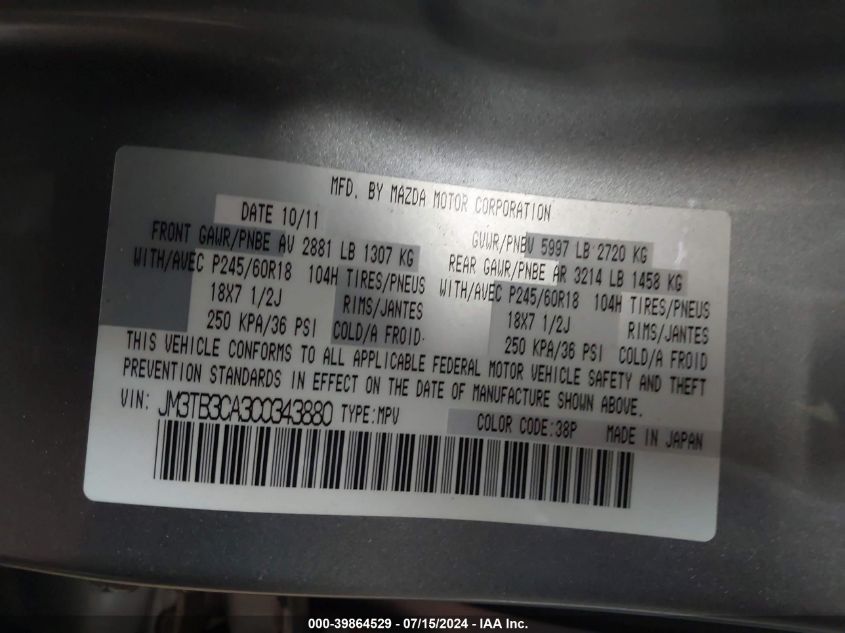 MFD. BY MAZDA MOTOR CORPORATION
DATE 10/11
FRONT GAWR/PNBE AV 2881 LB 1307 KG
WITH/AVEC P245/60R18 104H TIRES/PNEUS
18X7 1/2J RIMS/JANTES
250 KPA/36 PSI COLD/A FROID
GVWR/PNBV 5997 LB 2720 KG
REAR GAWR/PNBE AR 3214 LB 1458 KG
WITH/AVEC P245/60R18 104H TIRES/PNEUS
18X7 1/2J RIMS/JANTES
250 KPA/36 PSI COLD/A FROID
THIS VEHICLE CONFORMS TO ALL APPLICABLE FEDERAL MOTOR VEHICLE SAFETY AND THEFT
PREVENTION STANDARDS IN EFFECT ON THE DATE OF MANUFACTURE SHOWN ABOVE.
VIN: JM3TB3CA3C0343880 TYPE:MPV
COLOR CODE:38P MADE IN JAPAN
000-39864529 - 07/15/2024 - IAA Inc.